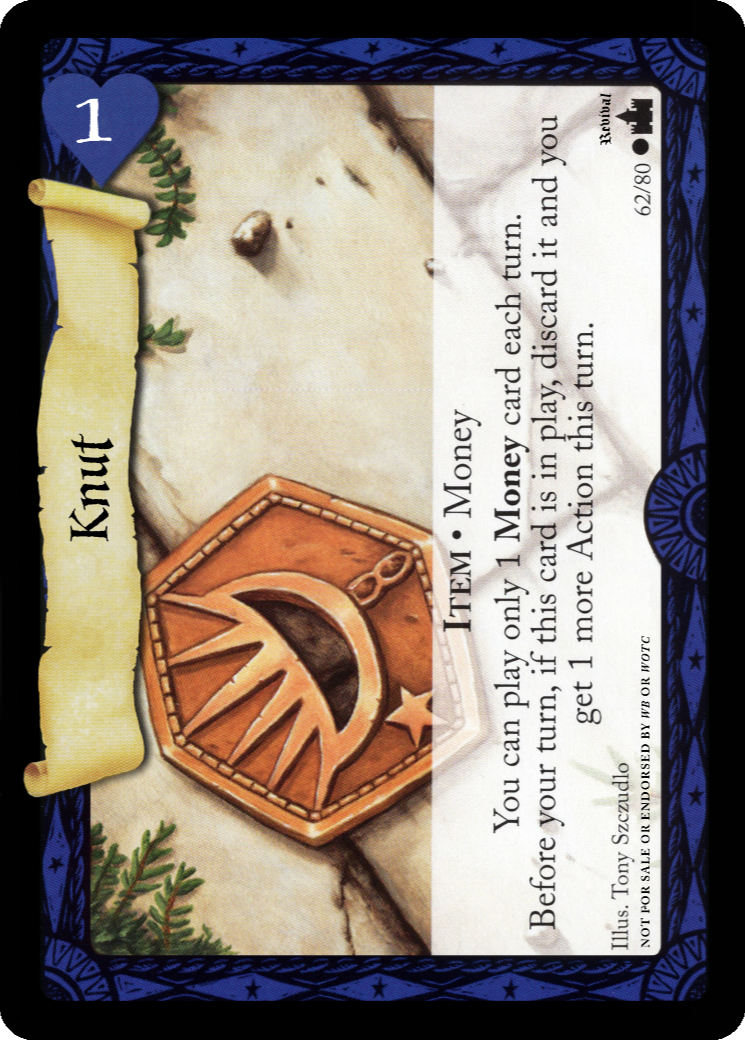 1
Knut
ITEM • Money
You can play only 1 Money card each turn.
Before your turn, if this card is in play, discard it and you
get 1 more Action this turn.
Illus. Tony Szczudlo
NOT FOR SALE OR ENDORSED BY WB OR WOTC
62/80
Revival